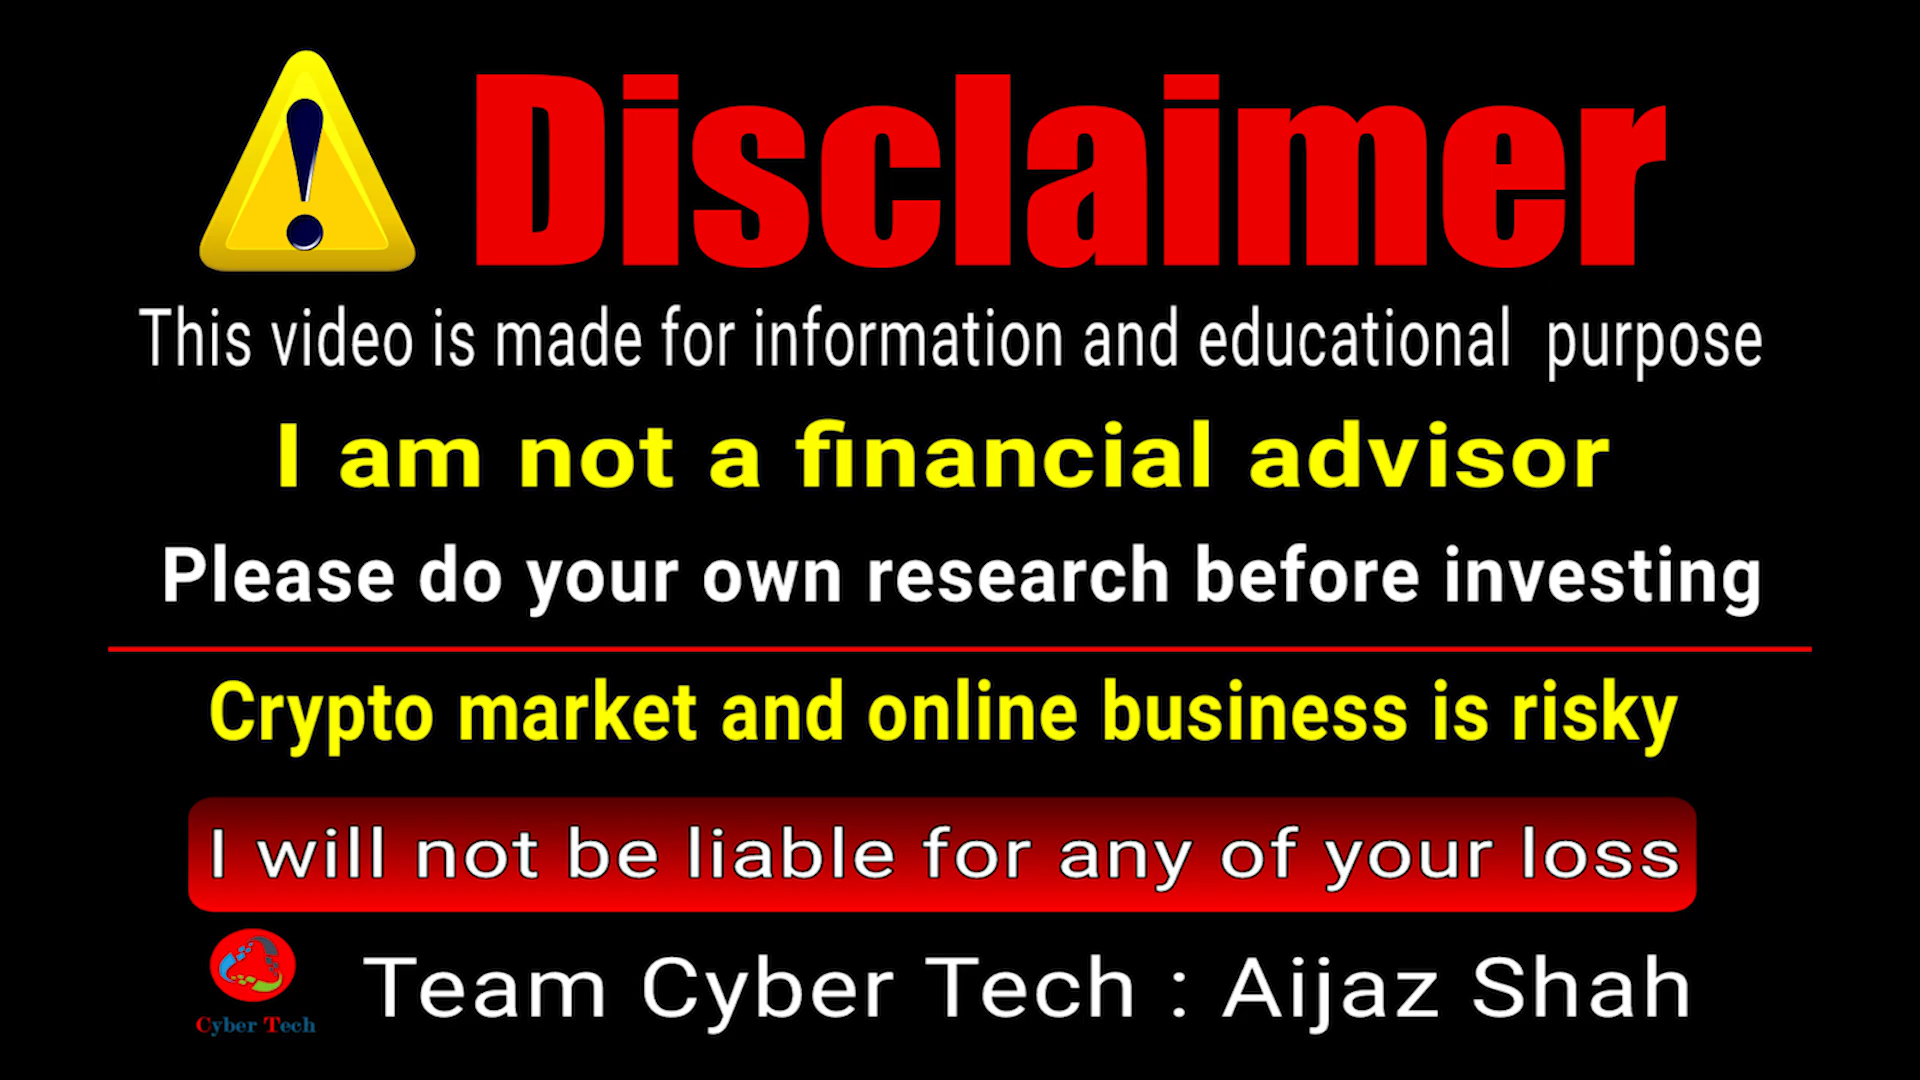 Disclaimer
This video is made for information and educational purpose
I am not a financial advisor
Please do your own research before investing
Crypto market and online business is risky
I will not be liable for any of your loss
Team Cyber Tech : Aijaz Shah
Cyber Tech